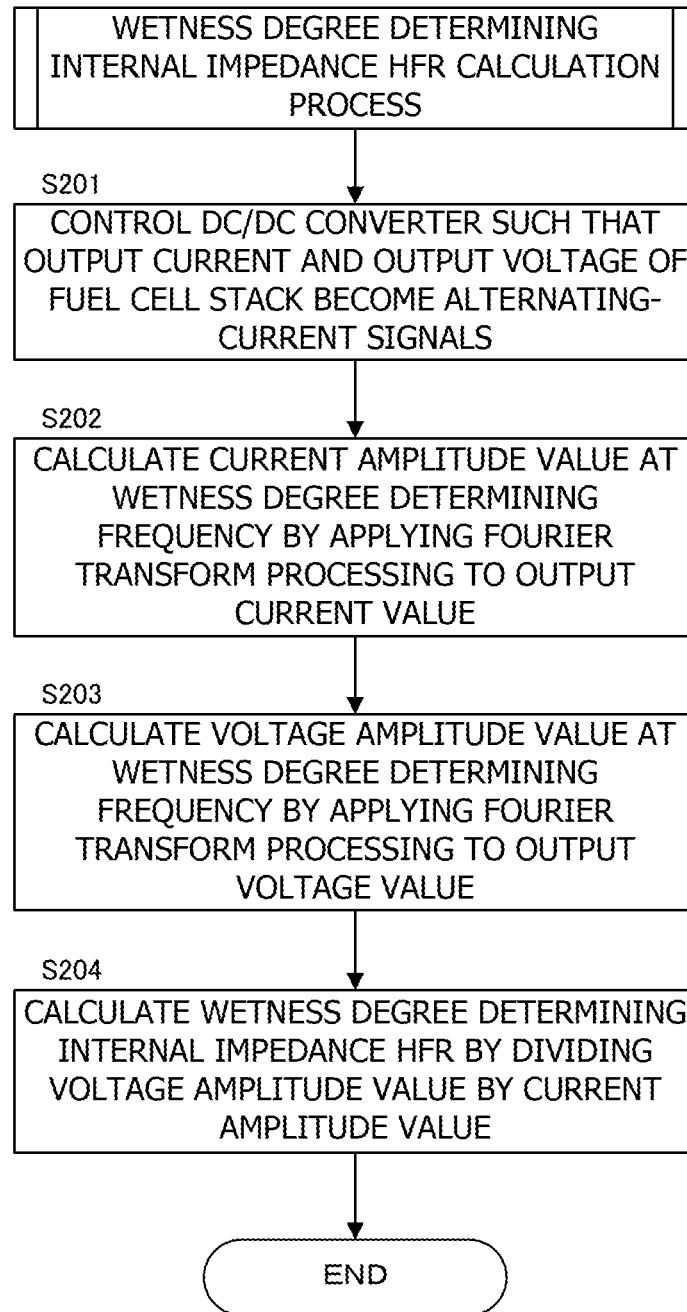 WETNESS DEGREE DETERMINING
INTERNAL IMPEDANCE HFR CALCULATION
PROCESS
S201
CONTROL DC/DC CONVERTER SUCH THAT
OUTPUT CURRENT AND OUTPUT VOLTAGE OF
FUEL CELL STACK BECOME ALTERNATING-
CURRENT SIGNALS
S202
CALCULATE CURRENT AMPLITUDE VALUE AT
WETNESS DEGREE DETERMINING
FREQUENCY BY APPLYING FOURIER
TRANSFORM PROCESSING TO OUTPUT
CURRENT VALUE
S203
CALCULATE VOLTAGE AMPLITUDE VALUE AT
WETNESS DEGREE DETERMINING
FREQUENCY BY APPLYING FOURIER
TRANSFORM PROCESSING TO OUTPUT
VOLTAGE VALUE
S204
CALCULATE WETNESS DEGREE DETERMINING
INTERNAL IMPEDANCE HFR BY DIVIDING
VOLTAGE AMPLITUDE VALUE BY CURRENT
AMPLITUDE VALUE
END